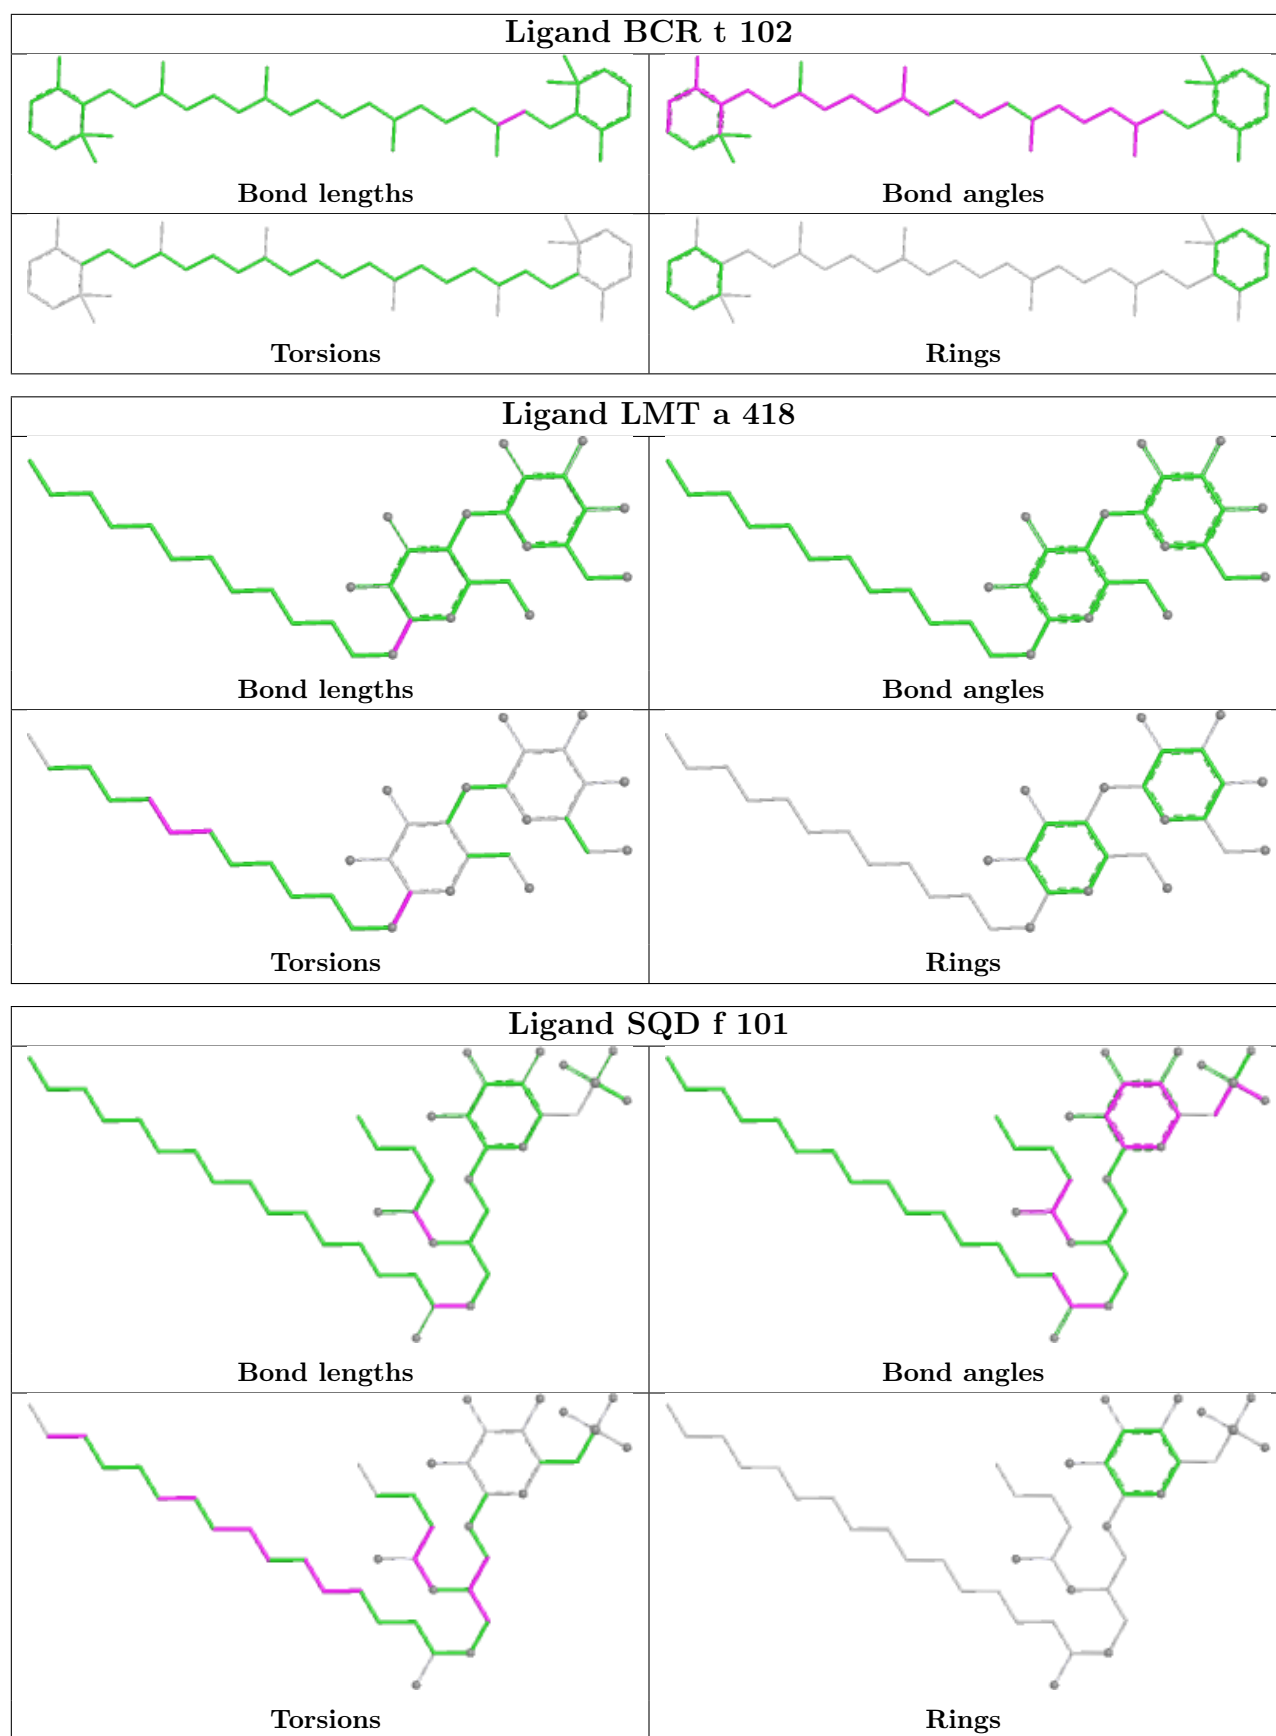 Ligand BCR t 102
Bond lengths
Bond angles
Torsions
Rings
Ligand LMT a 418
Bond lengths
Bond angles
Torsions
Rings
Ligand SQD f 101
Bond lengths
Bond angles
Torsions
Rings